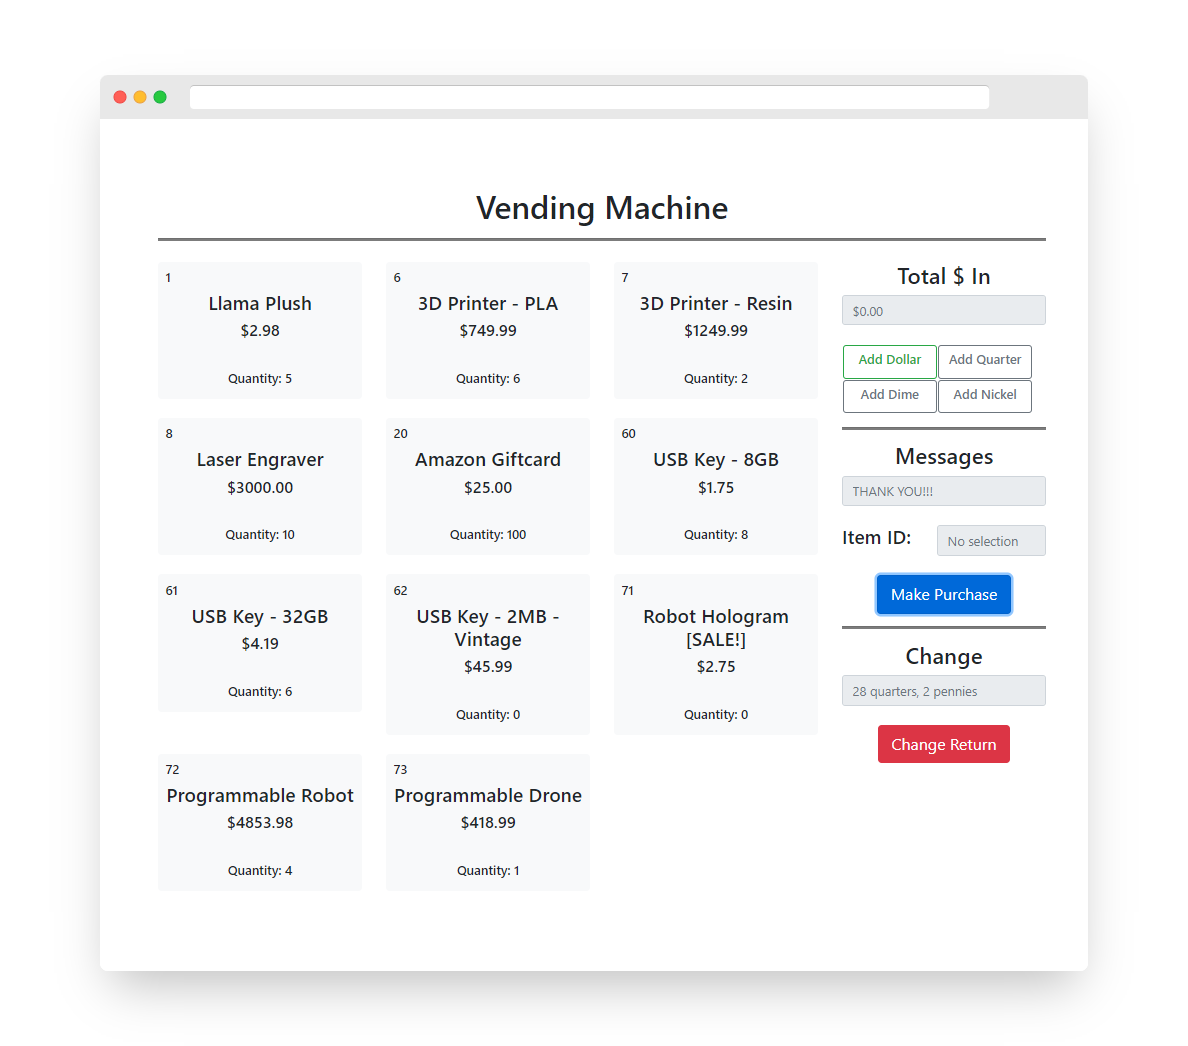 Vending Machine
1
Llama Plush
$2.98
Quantity: 5
6
3D Printer - PLA
$749.99
Quantity: 6
7
3D Printer - Resin
$1249.99
Quantity: 2
8
Laser Engraver
$3000.00
Quantity: 10
20
Amazon Giftcard
$25.00
Quantity: 100
60
USB Key - 8GB
$1.75
Quantity: 8
61
USB Key - 32GB
$4.19
Quantity: 6
62
USB Key - 2MB -
Vintage
$45.99
Quantity: 0
71
Robot Hologram
[SALE!]
$2.75
Quantity: 0
72
Programmable Robot
$4853.98
Quantity: 4
73
Programmable Drone
$418.99
Quantity: 1
Total $ In
$0.00
Add Dollar
Add Quarter
Add Dime
Add Nickel
Messages
THANK YOU!!!
Item ID:
No selection
Make Purchase
Change
28 quarters, 2 pennies
Change Return